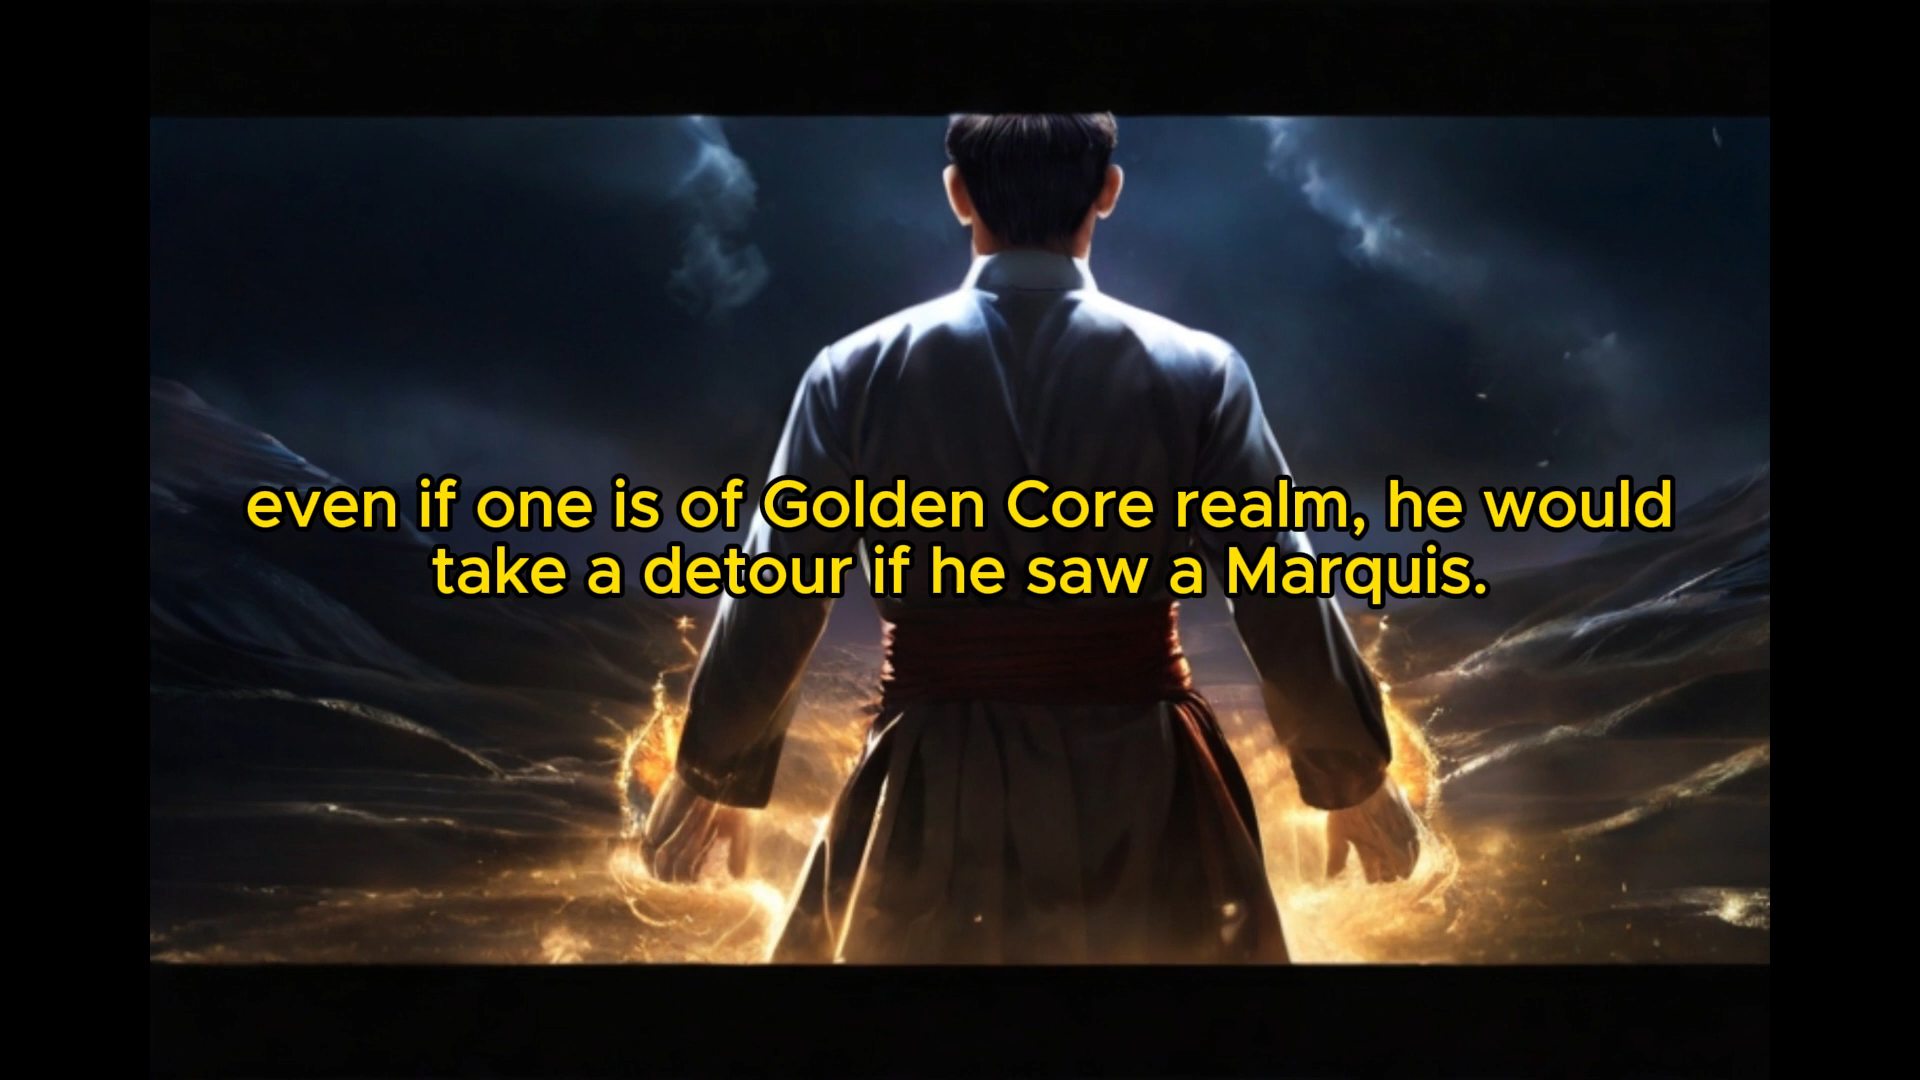 even if one is of Golden Core realm, he would
take a detour if he saw a Marquis.